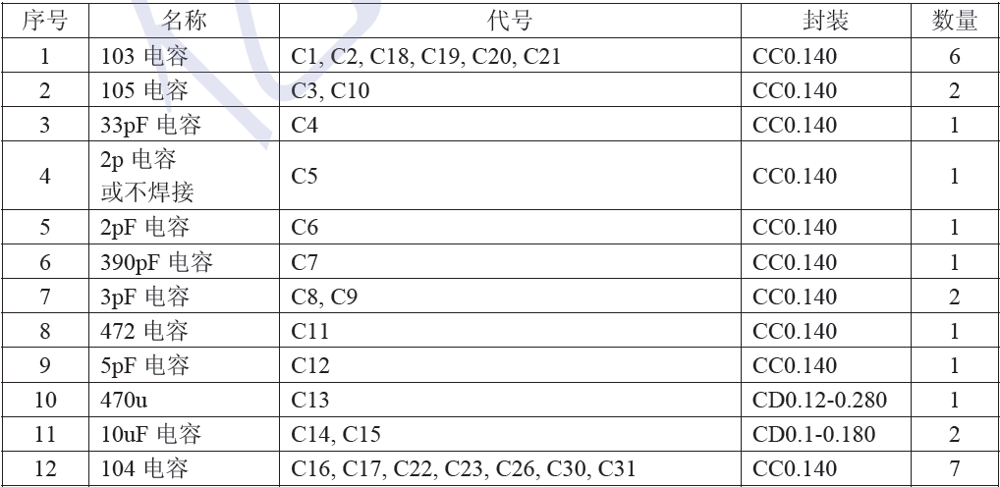 序号 名称 代号 封装 数量
1 103 电容 C1, C2, C18, C19, C20, C21 CC0.140 6
2 105 电容 C3, C10 CC0.140 2
3 33pF 电容 C4 CC0.140 1
4 2p 电容
或不焊接 C5 CC0.140 1
5 2pF 电容 C6 CC0.140 1
6 390pF 电容 C7 CC0.140 1
7 3pF 电容 C8, C9 CC0.140 2
8 472 电容 C11 CC0.140 1
9 5pF 电容 C12 CC0.140 1
10 470u C13 CD0.12-0.280 1
11 10uF 电容 C14, C15 CD0.1-0.180 2
12 104 电容 C16, C17, C22, C23, C26, C30, C31 CC0.140 7